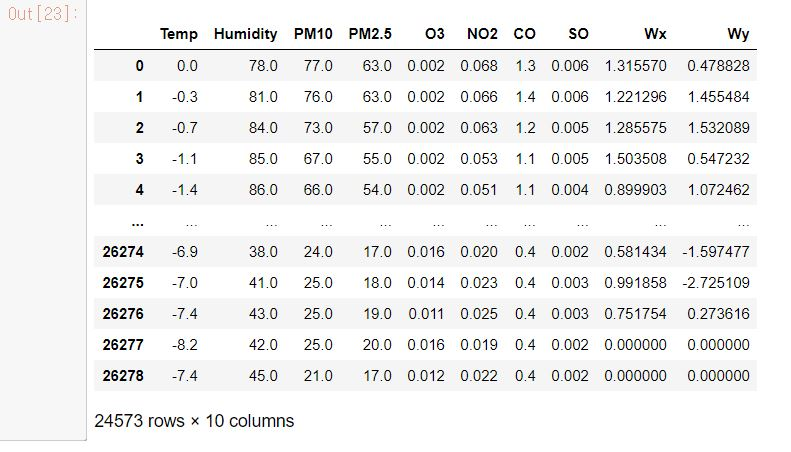 Out[23]:
Temp Humidity PM10 PM2.5 O3 NO2 CO SO Wx Wy
0 0.0 78.0 77.0 63.0 0.002 0.068 1.3 0.006 1.315570 0.478828
1 -0.3 81.0 76.0 63.0 0.002 0.066 1.4 0.006 1.221296 1.455484
2 -0.7 84.0 73.0 57.0 0.002 0.063 1.2 0.005 1.285575 1.532089
3 -1.1 85.0 67.0 55.0 0.002 0.053 1.1 0.005 1.503508 0.547232
4 -1.4 86.0 66.0 54.0 0.002 0.051 1.1 0.004 0.899903 1.072462
... ... ... ... ... ... ... ... ... ... ...
26274 -6.9 38.0 24.0 17.0 0.016 0.020 0.4 0.002 0.581434 -1.597477
26275 -7.0 41.0 25.0 18.0 0.014 0.023 0.4 0.003 0.991858 -2.725109
26276 -7.4 43.0 25.0 19.0 0.011 0.025 0.4 0.003 0.751754 0.273616
26277 -8.2 42.0 25.0 20.0 0.016 0.019 0.4 0.002 0.000000 0.000000
26278 -7.4 45.0 21.0 17.0 0.012 0.022 0.4 0.002 0.000000 0.000000
24573 rows × 10 columns